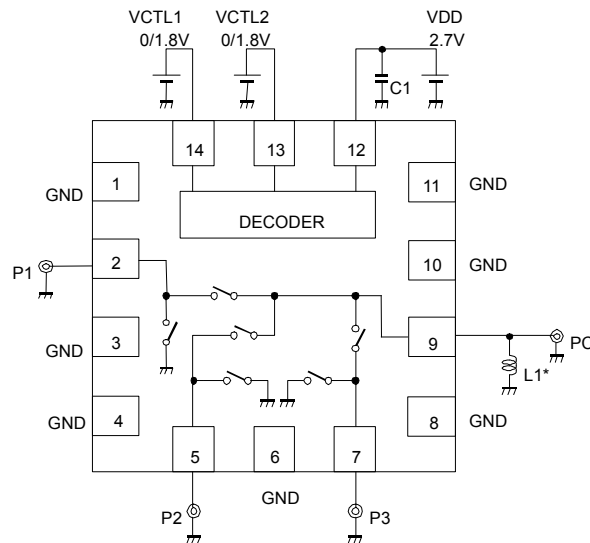 VCTL1 VCTL2 VDD
0/1.8V 0/1.8V 2.7V
C1
14 13 12
GND 1 11 GND
DECODER
P1 2 10 GND
GND 3 9 PC
L1*
GND 4 8 GND
5 6 7
GND
P2 P3